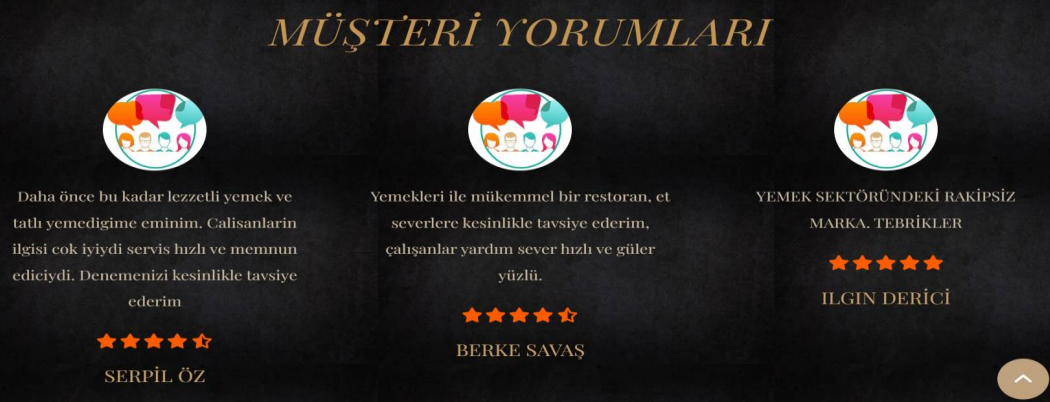 MÜŞTERİ YORUMLARI
Daha önce bu kadar lezzetli yemek ve
tatlı yemedigime eminim. Calisanlarin
ilgisi cok iyiydi servis hızlı ve memnun
ediciydi. Denemenizi kesinlikle tavsiye
ederim
SERPİL ÖZ
Yemekleri ile mükemmel bir restoran, et
severlere kesinlikle tavsiye ederim,
çalışanlar yardım sever hızlı ve güler
yüzlü.
BERKE SAVAŞ
YEMEK SEKTÖRÜNDEKİ RAKİPSİZ
MARKA. TEBRİKLER
ILGIN DERİCİ